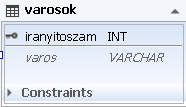 varosok
iranyitoszam INT
varos VARCHAR
Constraints